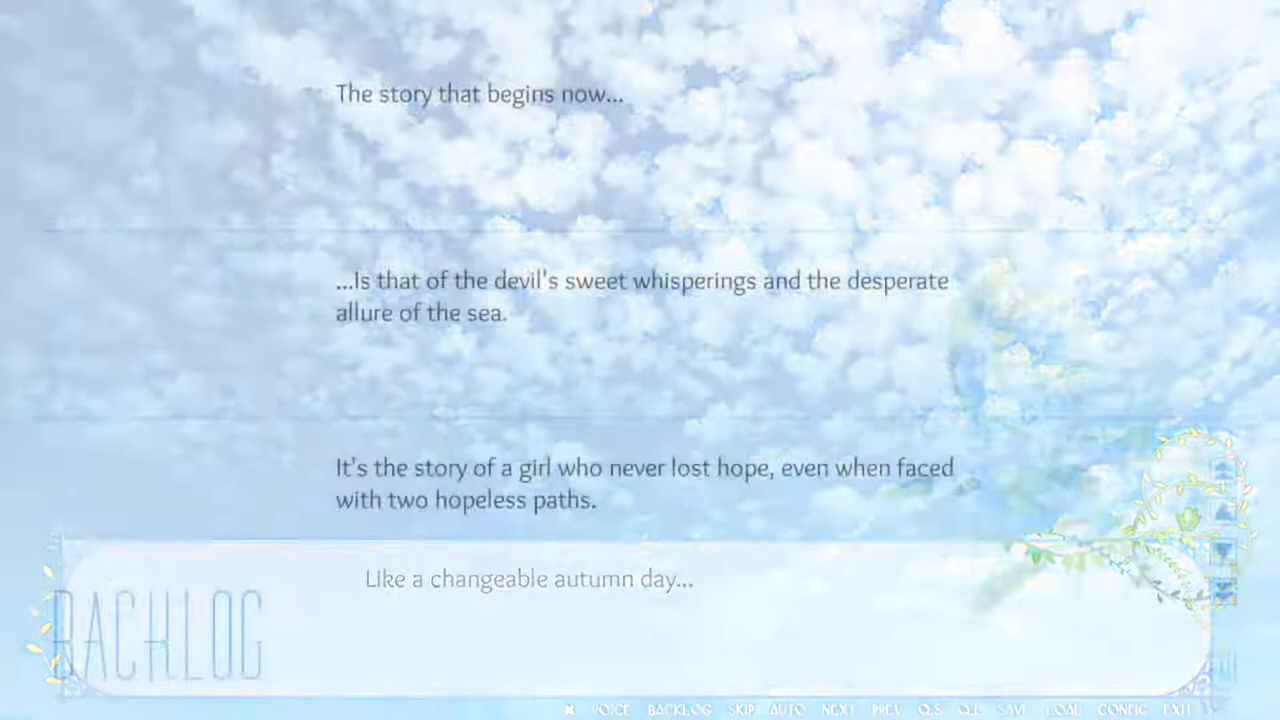 The story that begins now...
...Is that of the devil's sweet whisperings and the desperate
allure of the sea.
It's the story of a girl who never lost hope, even when faced
with two hopeless paths.
Like a changeable autumn day...
BACKLOG
VOICE BACKLOG SKIP AUTO NEXT PREV Q.S Q.L SAVE LOAD CONFIG EXIT